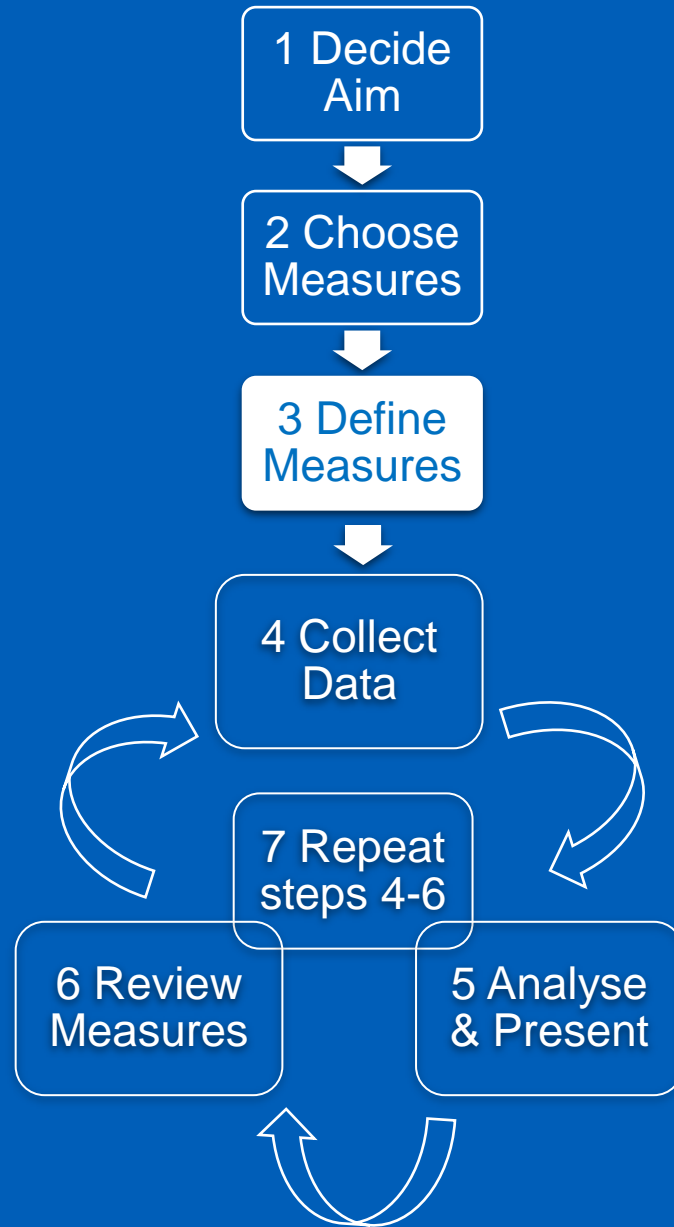 1 Decide
Aim
2 Choose
Measures
3 Define
Measures
4 Collect
Data
7 Repeat
steps 4-6
6 Review
Measures
5 Analyse
& Present